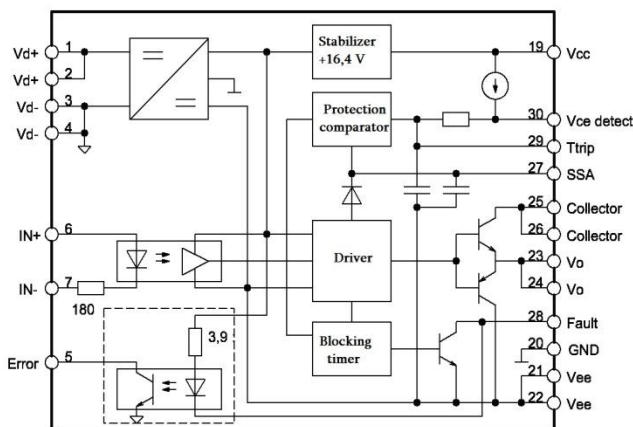 Vd+ 1
Vd+ 2
Vd- 3
Vd- 4
IN+ 6
IN- 7
180
Error 5
3,9
Stabilizer
+16,4 V
Protection
comparator
Driver
Blocking
timer
19 Vcc
30 Vce detect
29 Ttrip
27 SSA
25 Collector
26 Collector
23 Vo
24 Vo
28 Fault
20 GND
21 Vee
22 Vee